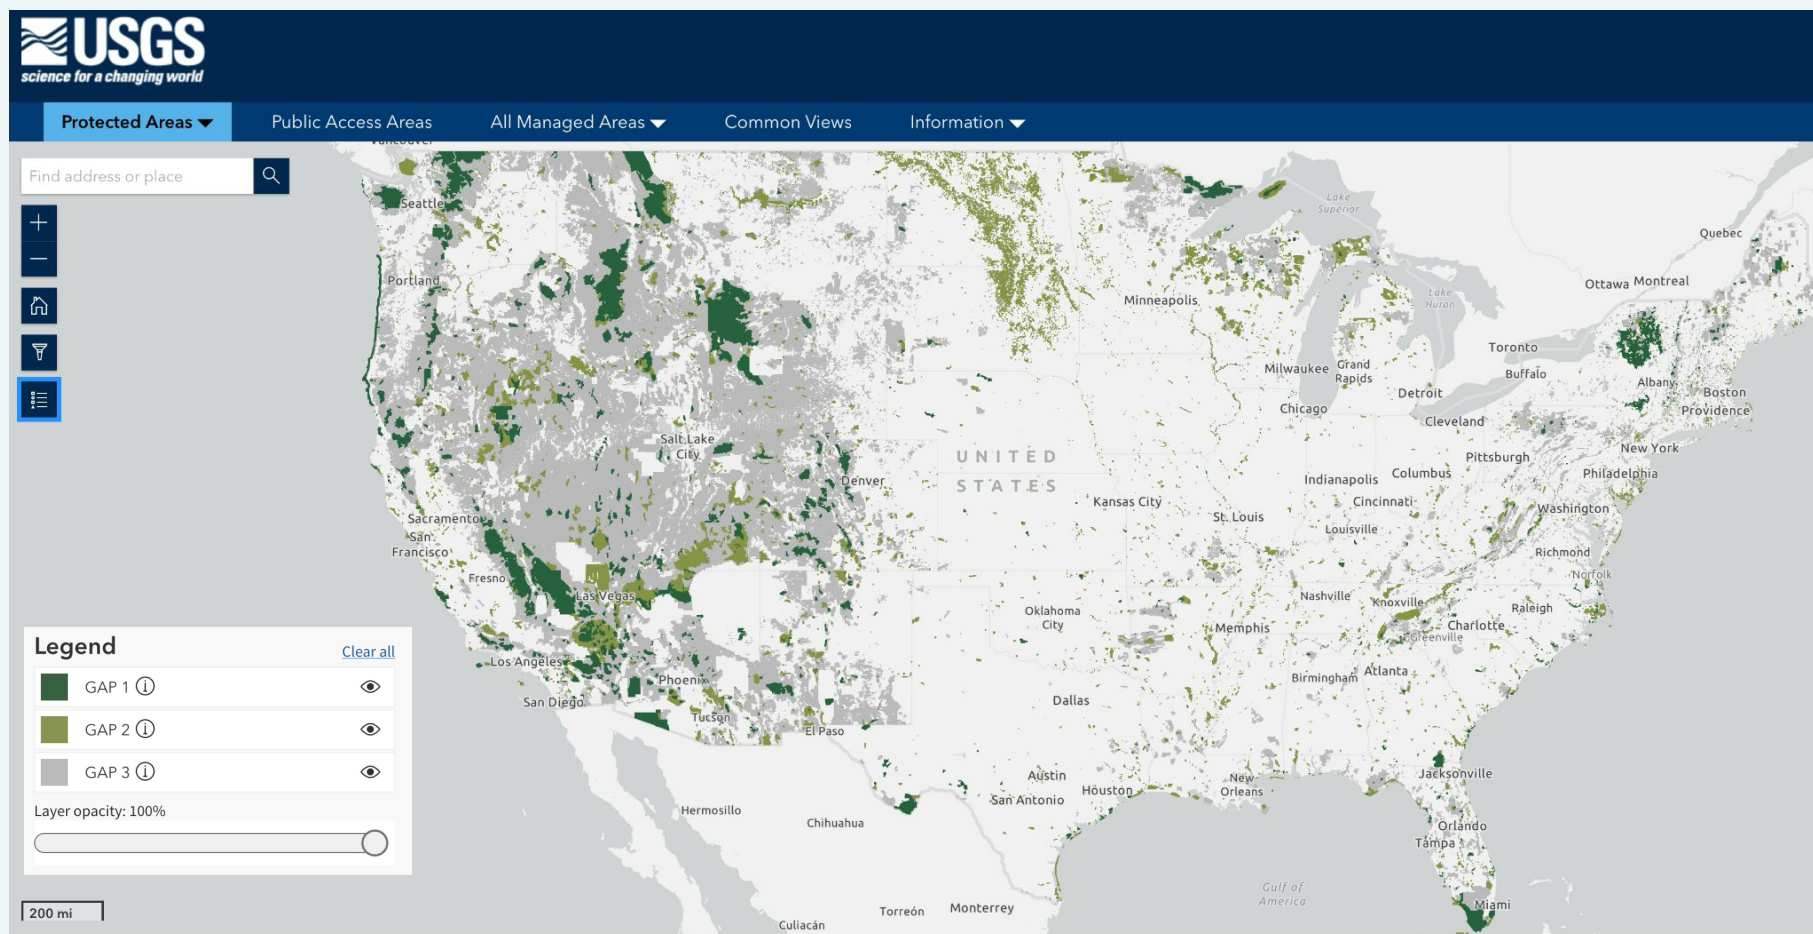 USGS
science for a changing world
Protected Areas
Public Access Areas
All Managed Areas
Common Views
Information
Find address or place
Vancouver
Seattle
Portland
Salt Lake
City
Denver
Sacramento
San
Francisco
Fresno
Las Vegas
Los Angeles
San Diego
Phoenix
Tucson
El Paso
Hermosillo
Chihuahua
Culiacán
Torreón
Monterrey
UNITED
STATES
Minneapolis
Milwaukee
Grand
Rapids
Chicago
Detroit
Lake
Superior
Lake
Huron
Quebec
Ottawa
Montreal
Toronto
Buffalo
Albany
Boston
Providence
Cleveland
New York
Pittsburgh
Philadelphia
Columbus
Indianapolis
Cincinnati
Kansas City
St. Louis
Louisville
Washington
Richmond
Norfolk
Nashville
Knoxville
Raleigh
Charlotte
Greenville
Oklahoma
City
Memphis
Atlanta
Birmingham
Dallas
Austin
San Antonio
Houston
New
Orleans
Jacksonville
Orlando
Tampa
Miami
Gulf of
America
Legend
Clear all
GAP 1
GAP 2
GAP 3
Layer opacity: 100%
200 mi